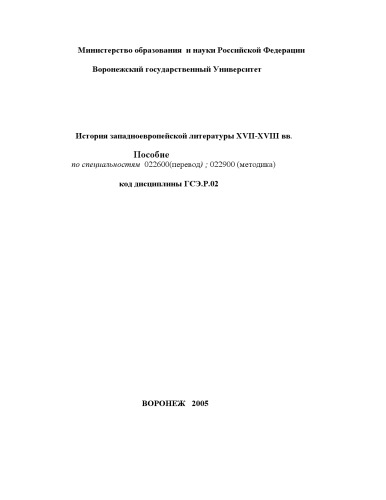 Министерство образования и науки Российской Федерации
Воронежский государственный Университет
История западноевропейской литературы XVII-XVIII вв.
Пособие
по специальностям 022600(перевод) ; 022900 (методика)
код дисциплины ГСЭ.Р.02
ВОРОНЕЖ 2005